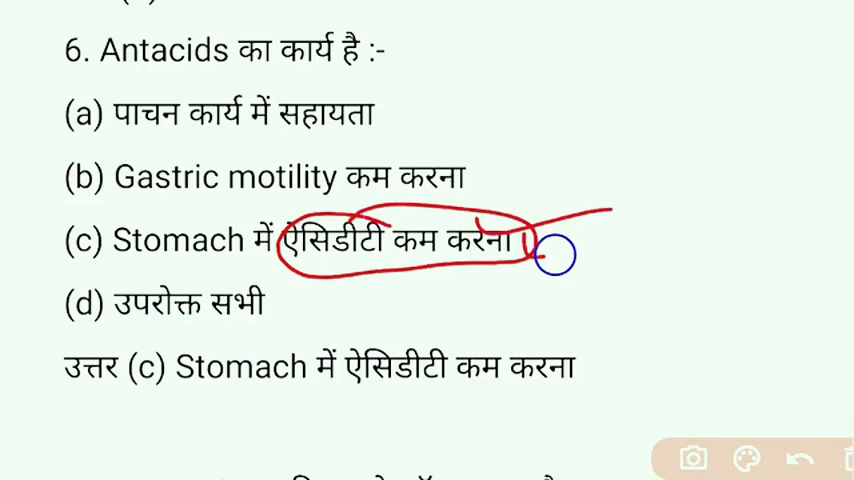 6. Antacids का कार्य है :-
(a) पाचन कार्य में सहायता
(b) Gastric motility कम करना
(c) Stomach में ऐसिडीटी कम करना
(d) उपरोक्त सभी
उत्तर (c) Stomach में ऐसिडीटी कम करना